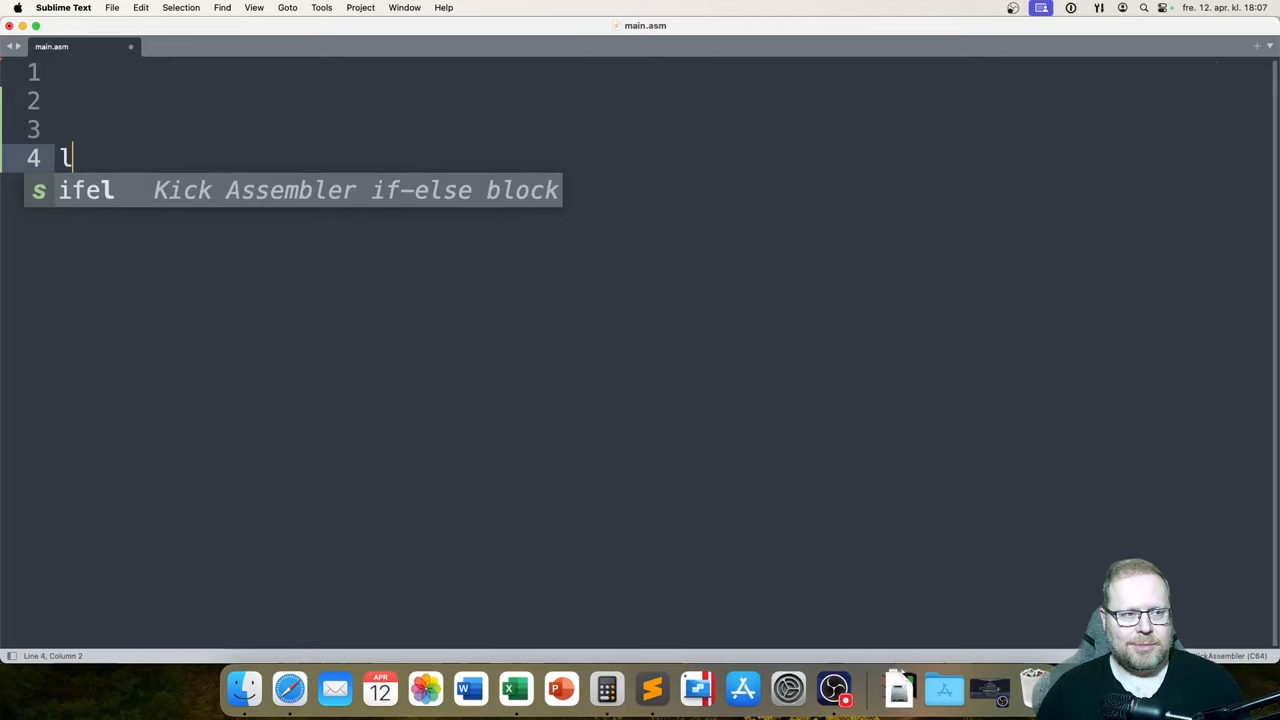 Sublime Text File Edit Selection Find View Goto Tools Project Window Help fre. 12. apr. kl. 18:07
main.asm
main.asm
1
2
3
4 l
s ifel Kick Assembler if-else block
Line 4, Column 2
KickAssembler (C64)
APR
12